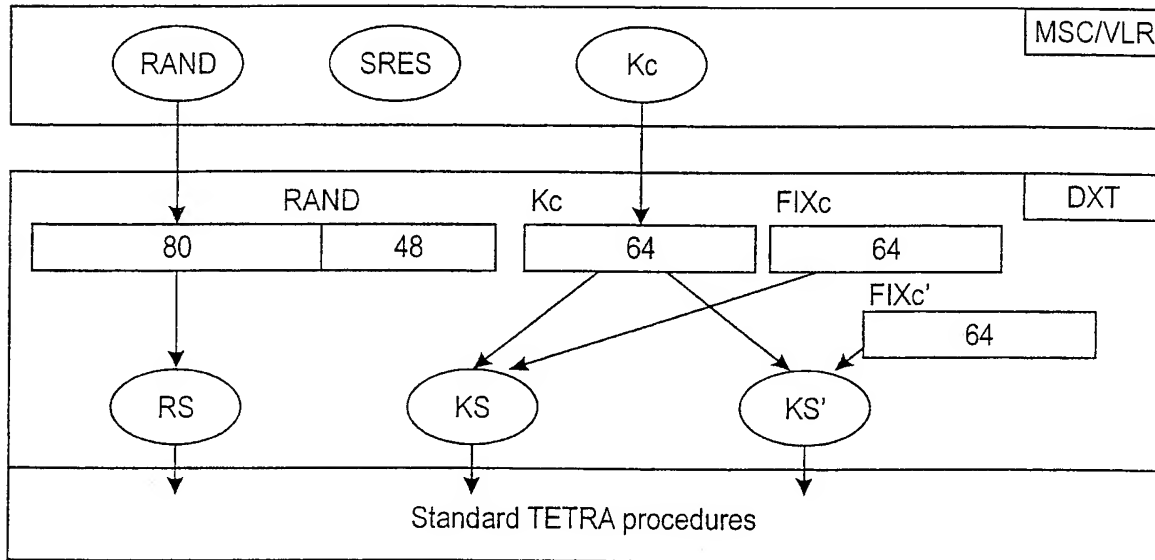 MSC/VLR
RAND
SRES
Kc
DXT
RAND
Kc
FIXc
80
48
64
64
FIXc'
64
RS
KS
KS'
Standard TETRA procedures